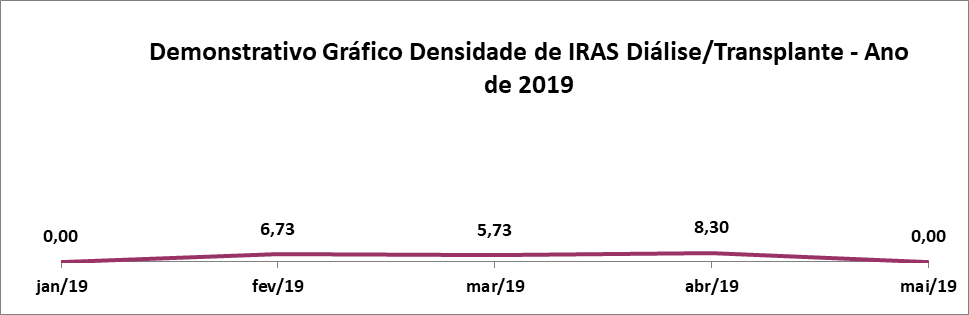 Demonstrativo Gráfico Densidade de IRAS Diálise/Transplante - Ano
de 2019
0,00 6,73 5,73 8,30 0,00
jan/19 fev/19 mar/19 abr/19 mai/19